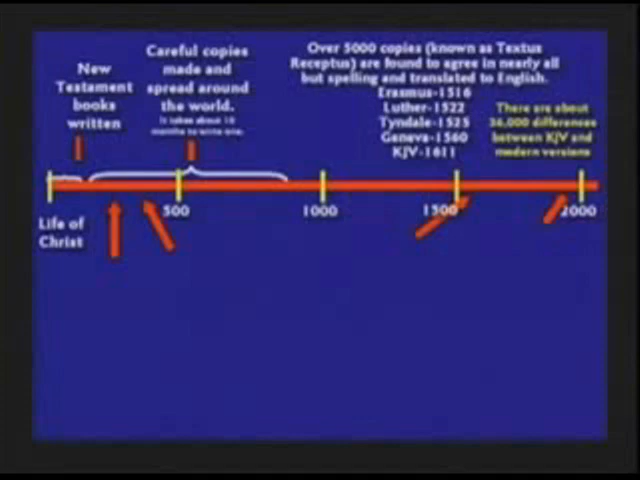 New
Testament
books
written
Careful copies
made and
spread around
the world.
It takes about 10
months to write one.
Over 5000 copies (known as Textus
Receptus) are found to agree in nearly all
but spelling and translated to English.
Erasmus-1516
Luther-1522
Tyndale-1525
Geneva-1560
KJV-1611
There are about
36,000 differences
between KJV and
modern versions
Life of
Christ
500
1000
1500
2000